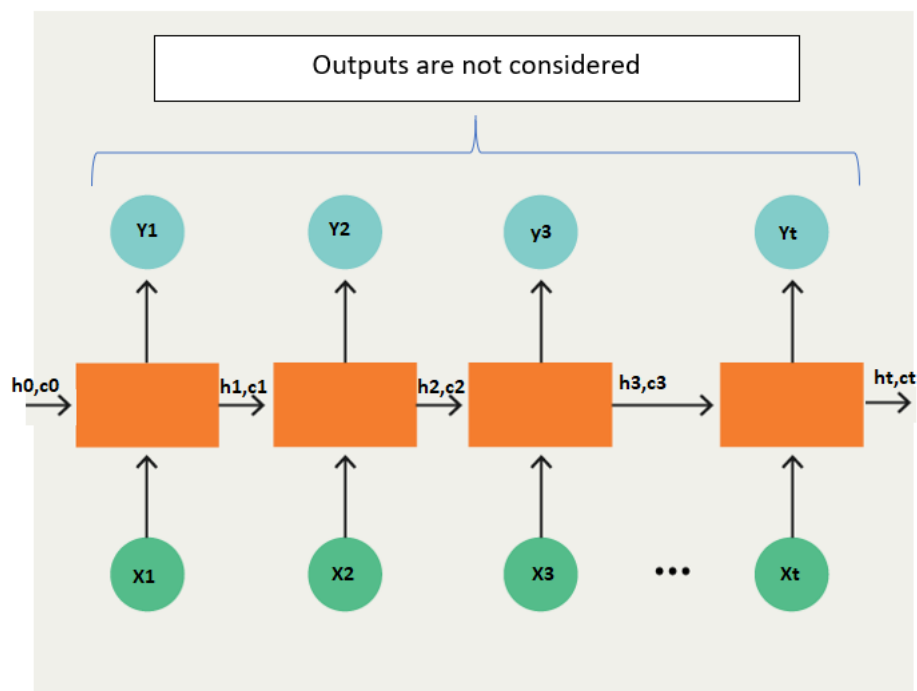 Outputs are not considered
Y1 Y2 y3 Yt
h0,c0 h1,c1 h2,c2 h3,c3 ht,ct
X1 X2 X3 ... Xt